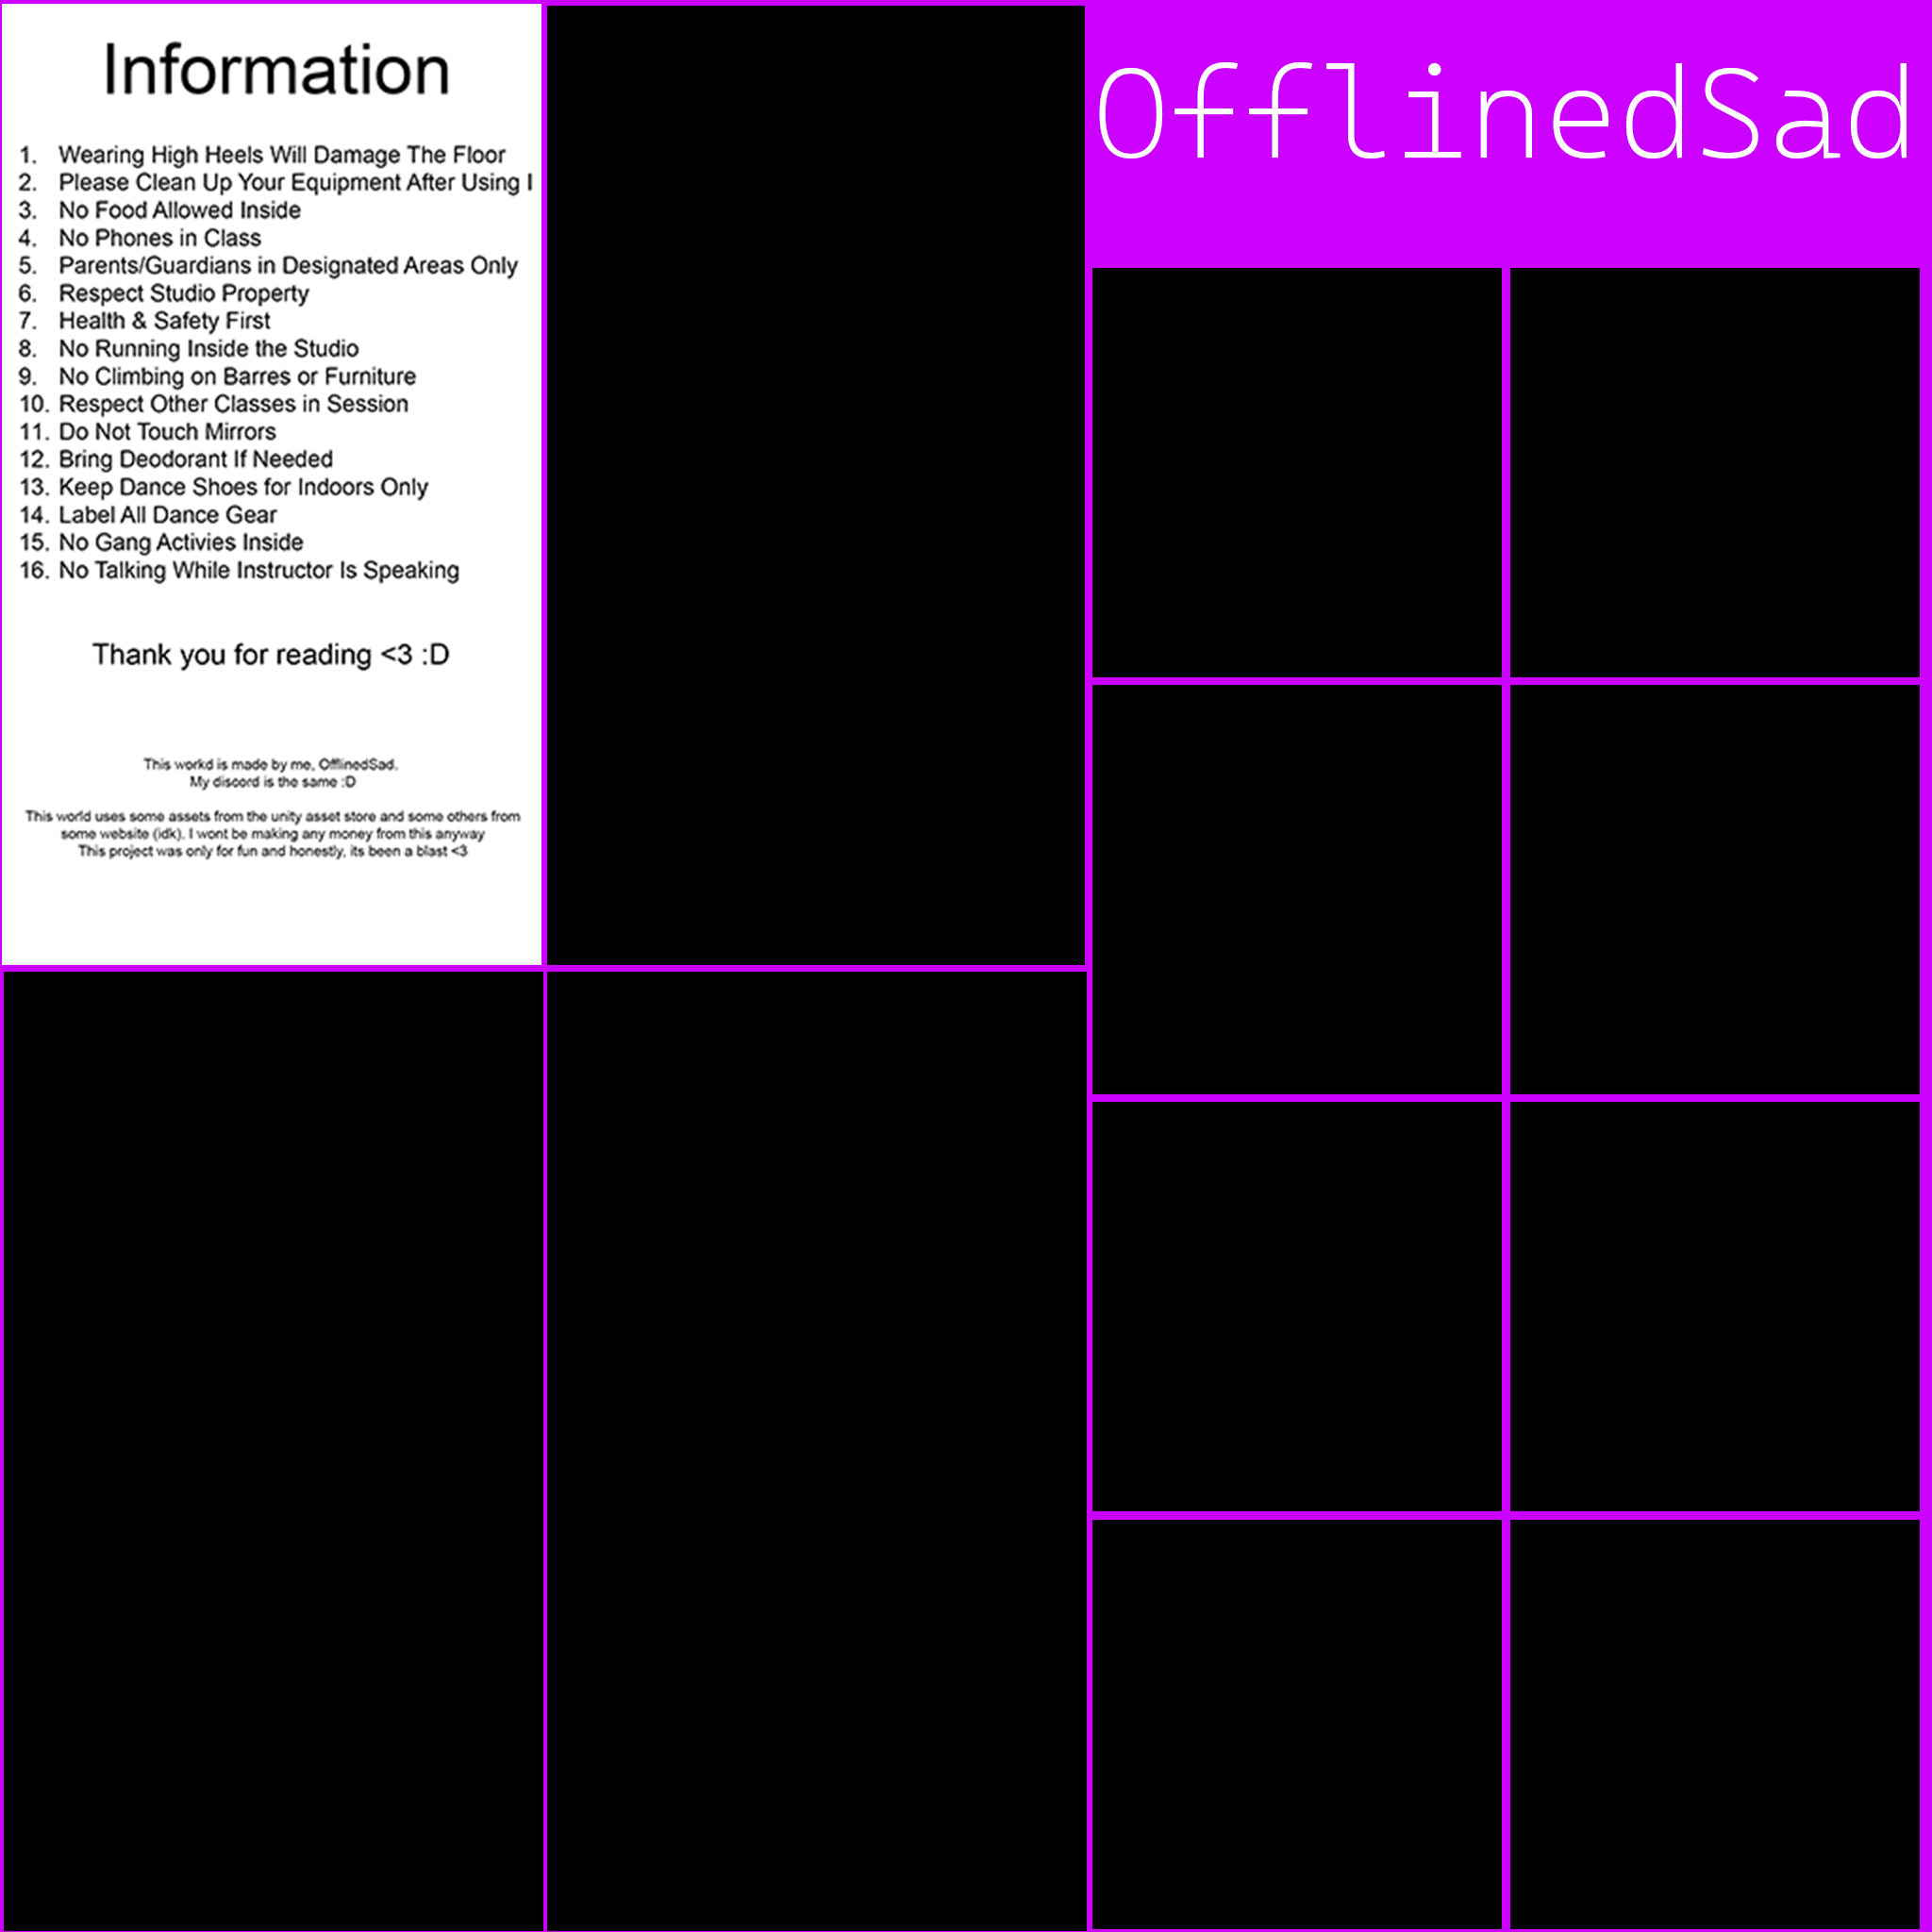 Information
1. Wearing High Heels Will Damage The Floor
2. Please Clean Up Your Equipment After Using I
3. No Food Allowed Inside
4. No Phones in Class
5. Parents/Guardians in Designated Areas Only
6. Respect Studio Property
7. Health & Safety First
8. No Running Inside the Studio
9. No Climbing on Barres or Furniture
10. Respect Other Classes in Session
11. Do Not Touch Mirrors
12. Bring Deodorant If Needed
13. Keep Dance Shoes for Indoors Only
14. Label All Dance Gear
15. No Gang Activies Inside
16. No Talking While Instructor Is Speaking
Thank you for reading <3 :D
This workd is made by me, OfflinedSad.
My discord is the same :D
This world uses some assets from the unity asset store and some others from
some website (idk). I wont be making any money from this anyway
This project was only for fun and honestly, its been a blast <3
OfflinedSad